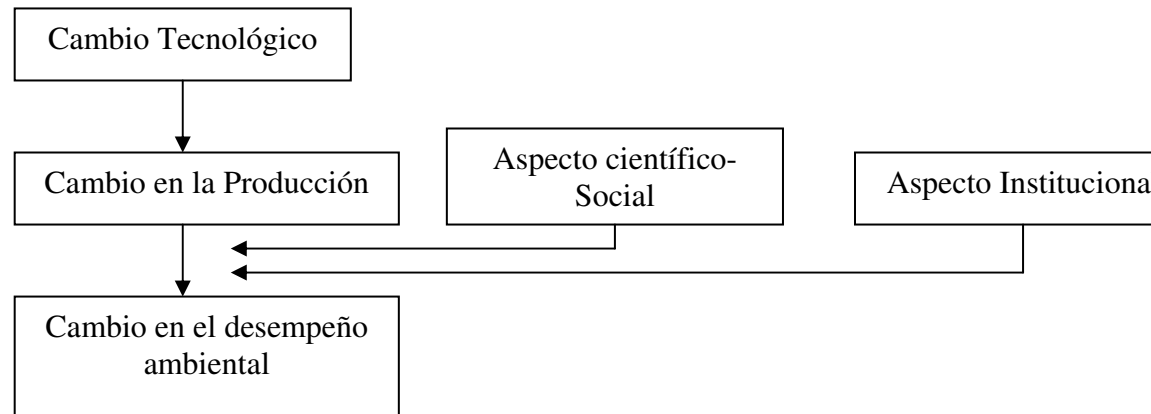 Cambio Tecnológico
Cambio en la Producción
Aspecto científico-
Social
Aspecto Instituciona
Cambio en el desempeño
ambiental